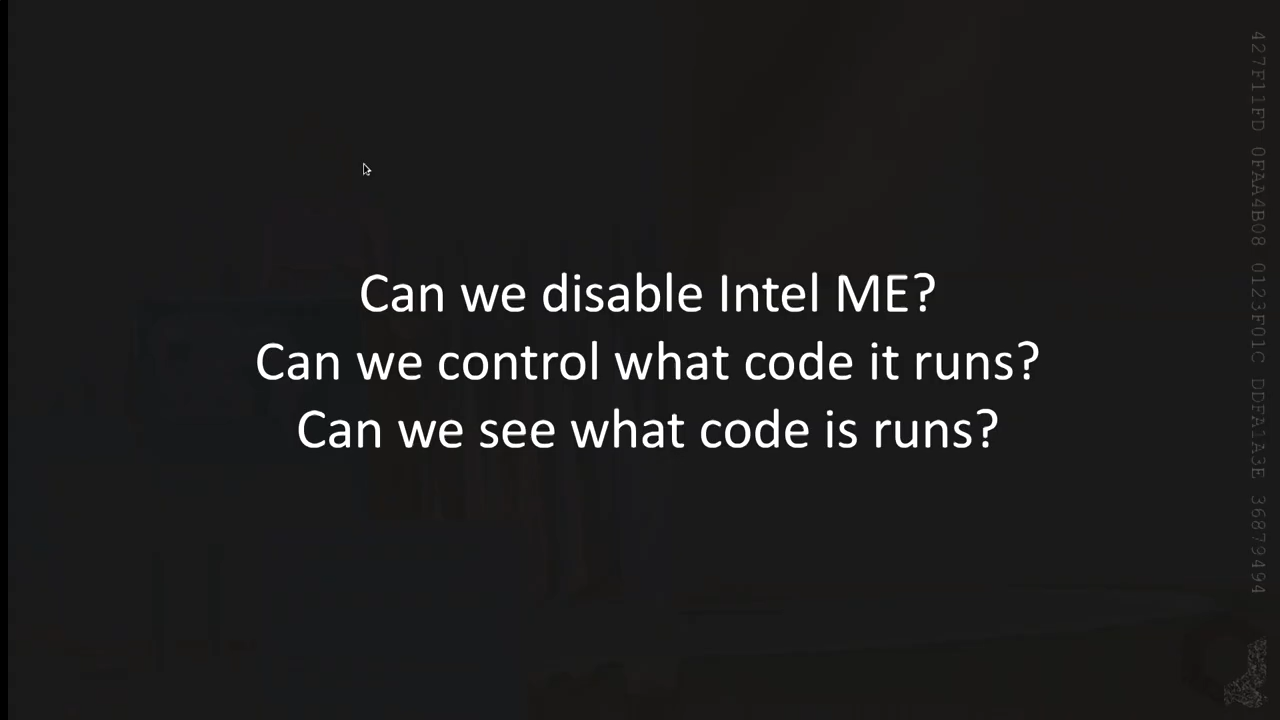 Can we disable Intel ME?
Can we control what code it runs?
Can we see what code is runs?
427F11FD 0FAA4B08 0123F01C DDFA1A3E 36879494